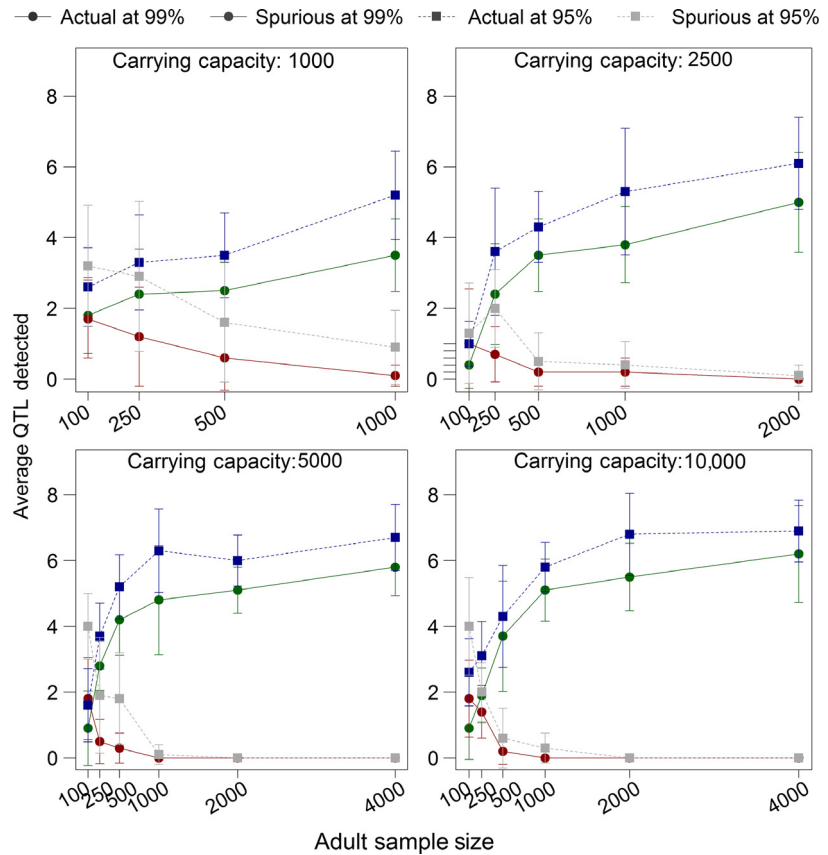 Actual at 99% Spurious at 99% Actual at 95% Spurious at 95%
Carrying capacity: 1000
Carrying capacity: 2500
8
6
4
2
0
8
6
4
2
0
100 250 500 1000
100 250 500 1000 2000
Average QTL detected
Carrying capacity:5000
Carrying capacity:10,000
8
6
4
2
0
8
6
4
2
0
100 250 500 1000 2000 4000
100 250 500 1000 2000 4000
Adult sample size